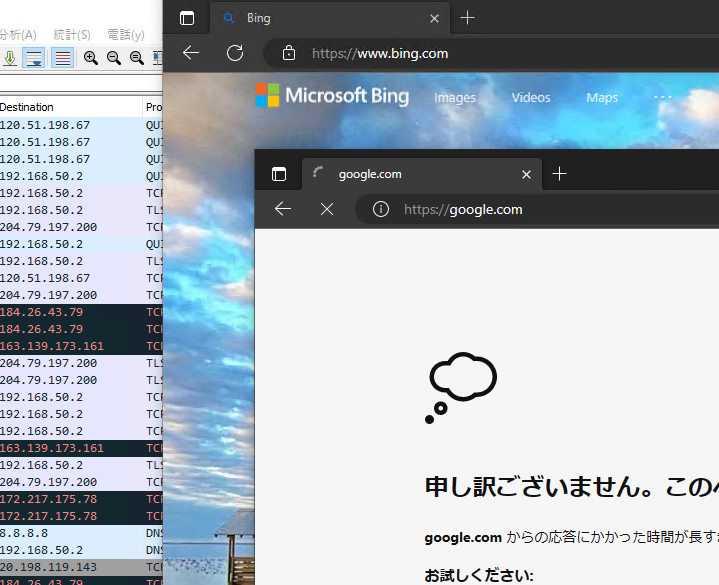 分析(A) 統計(S) 電話(y)
Destination Pro
120.51.198.67 QUI
120.51.198.67 QUI
120.51.198.67 QUI
192.168.50.2 QUI
192.168.50.2 TCP
192.168.50.2 TLS
204.79.197.200 TCP
192.168.50.2 QUI
192.168.50.2 TLS
120.51.198.67 TCP
204.79.197.200 TCP
184.26.43.79 TCP
184.26.43.79 TCP
163.139.173.161 TCP
204.79.197.200 TLS
204.79.197.200 TLS
192.168.50.2 TCP
192.168.50.2 TCP
192.168.50.2 TCP
163.139.173.161 TCP
192.168.50.2 TLS
204.79.197.200 TCP
172.217.175.78 TCP
172.217.175.78 TCP
8.8.8.8 DNS
192.168.50.2 DNS
20.198.119.143 TCP
184.26.43.79 TCP
Bing
https://www.bing.com
Microsoft Bing Images Videos Maps ...
google.com
https://google.com
申し訳ございません。この
google.com からの応答にかかった時間が長す
お試しください: